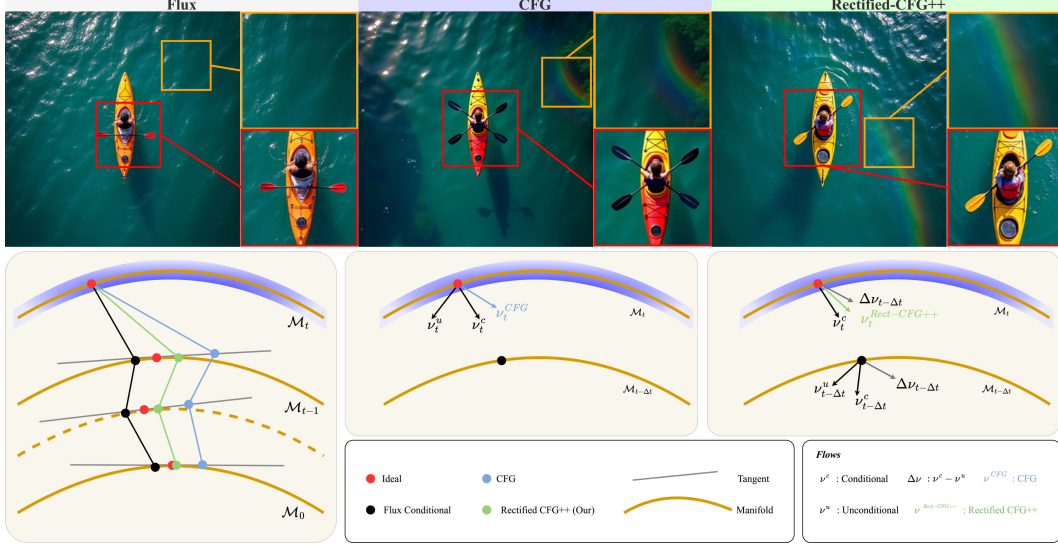 Flux
CFG
Rectified-CFG++
ℳ_t
ℳ_{t−1}
ℳ_0
ν_t^u
ν_t^c
ν_t^{CFG}
ℳ_t
ℳ_{t−Δt}
ν_t^c
Δν_{t−Δt}
ν_t^{Rect−CFG++}
ℳ_t
ν_{t−Δt}^u
ν_{t−Δt}^c
Δν_{t−Δt}
ℳ_{t−Δt}
Ideal
CFG
Tangent
Flux Conditional
Rectified CFG++ (Our)
Manifold
Flows
ν^c : Conditional Δν : ν^c − ν^u ν^{CFG} : CFG
ν^u : Unconditional ν^{Rect−CFG++} : Rectified CFG++